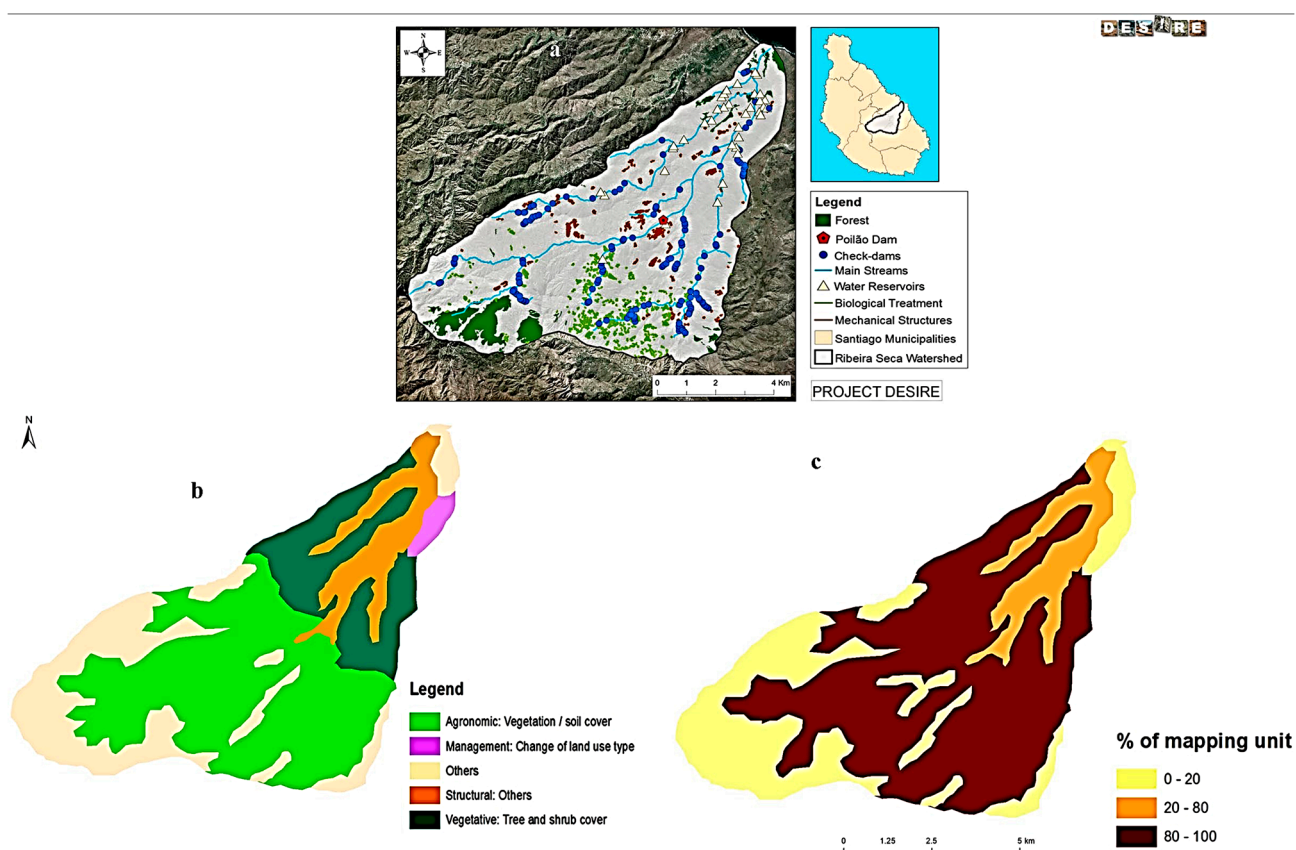 DESIRE
N
W E
S
a
Legend
Forest
Poilão Dam
Check-dams
Main Streams
Water Reservoirs
Biological Treatment
Mechanical Structures
Santiago Municipalities
Ribeira Seca Watershed
0 1 2 4 Km
PROJECT DESIRE
N
b
Legend
Agronomic: Vegetation / soil cover
Management: Change of land use type
Others
Structural: Others
Vegetative: Tree and shrub cover
c
% of mapping unit
0 - 20
20 - 80
80 - 100
0 1.25 2.5 5 km